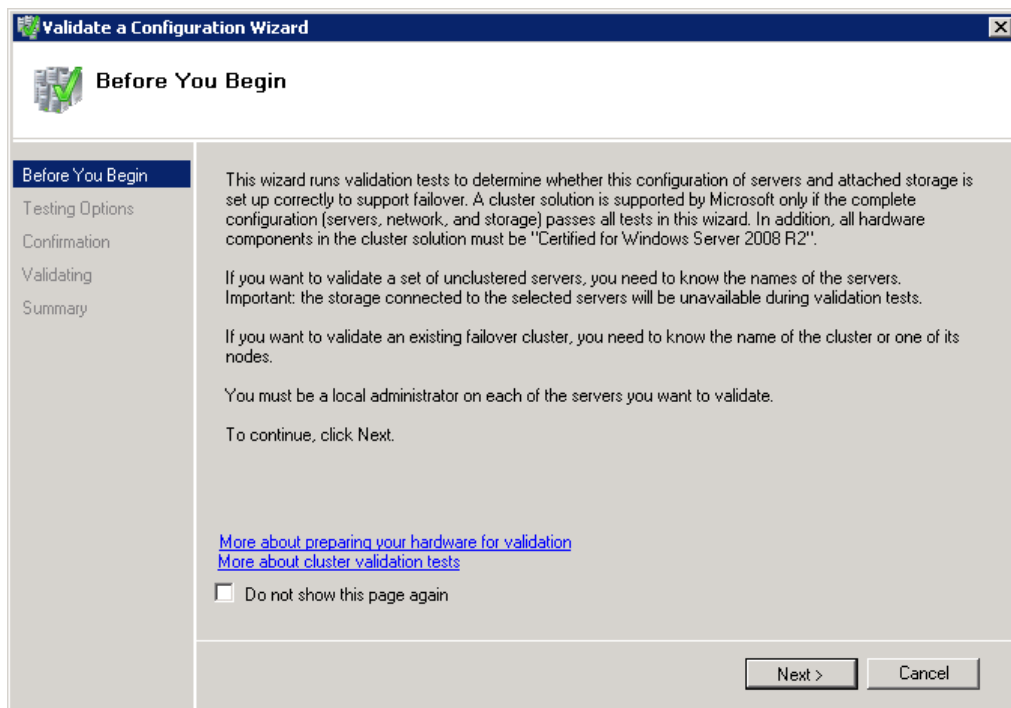 Validate a Configuration Wizard
Before You Begin
Before You Begin
Testing Options
Confirmation
Validating
Summary
This wizard runs validation tests to determine whether this configuration of servers and attached storage is
set up correctly to support failover. A cluster solution is supported by Microsoft only if the complete
configuration (servers, network, and storage) passes all tests in this wizard. In addition, all hardware
components in the cluster solution must be "Certified for Windows Server 2008 R2".
If you want to validate a set of unclustered servers, you need to know the names of the servers.
Important: the storage connected to the selected servers will be unavailable during validation tests.
If you want to validate an existing failover cluster, you need to know the name of the cluster or one of its
nodes.
You must be a local administrator on each of the servers you want to validate.
To continue, click Next.
More about preparing your hardware for validation
More about cluster validation tests
Do not show this page again
Next >
Cancel